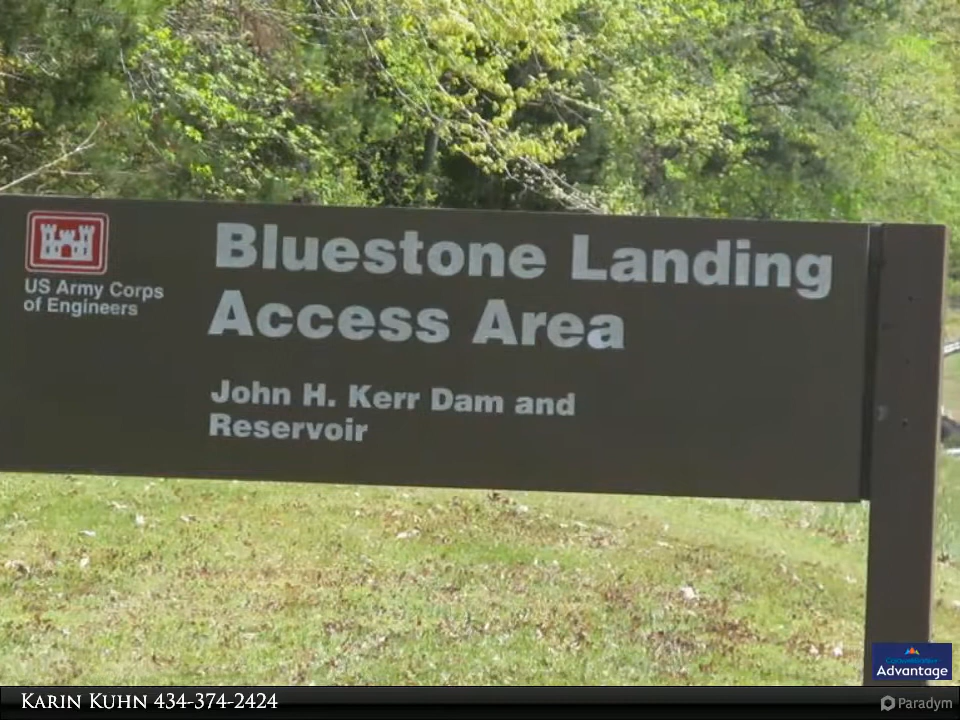 US Army Corps
of Engineers
Bluestone Landing
Access Area
John H. Kerr Dam and
Reservoir
Advantage
KARIN KUHN 434-374-2424
Paradym